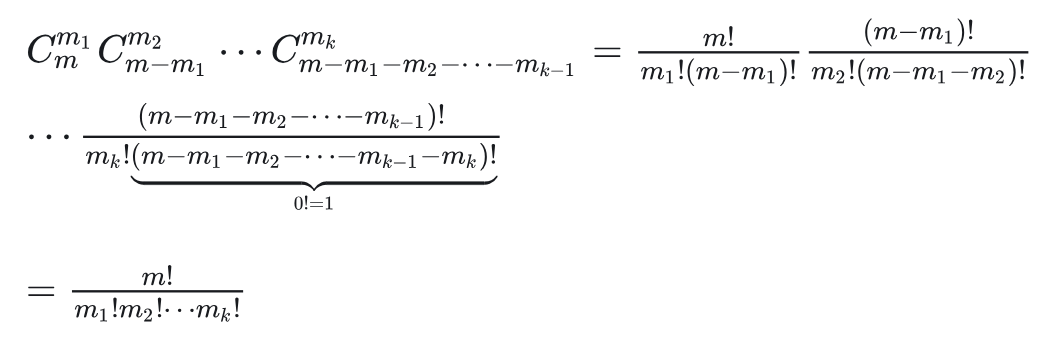 $C_m^{m_1} C_{m-m_1}^{m_2} \cdots C_{m-m_1-m_2-\cdots-m_{k-1}}^{m_k} = \frac{m!}{m_1!(m-m_1)!} \frac{(m-m_1)!}{m_2!(m-m_1-m_2)!}$
$\cdots \frac{(m-m_1-m_2-\cdots-m_{k-1})!}{m_k!\underbrace{(m-m_1-m_2-\cdots-m_{k-1}-m_k)!}_{0!=1}}$
$= \frac{m!}{m_1!m_2!\cdots m_k!}$